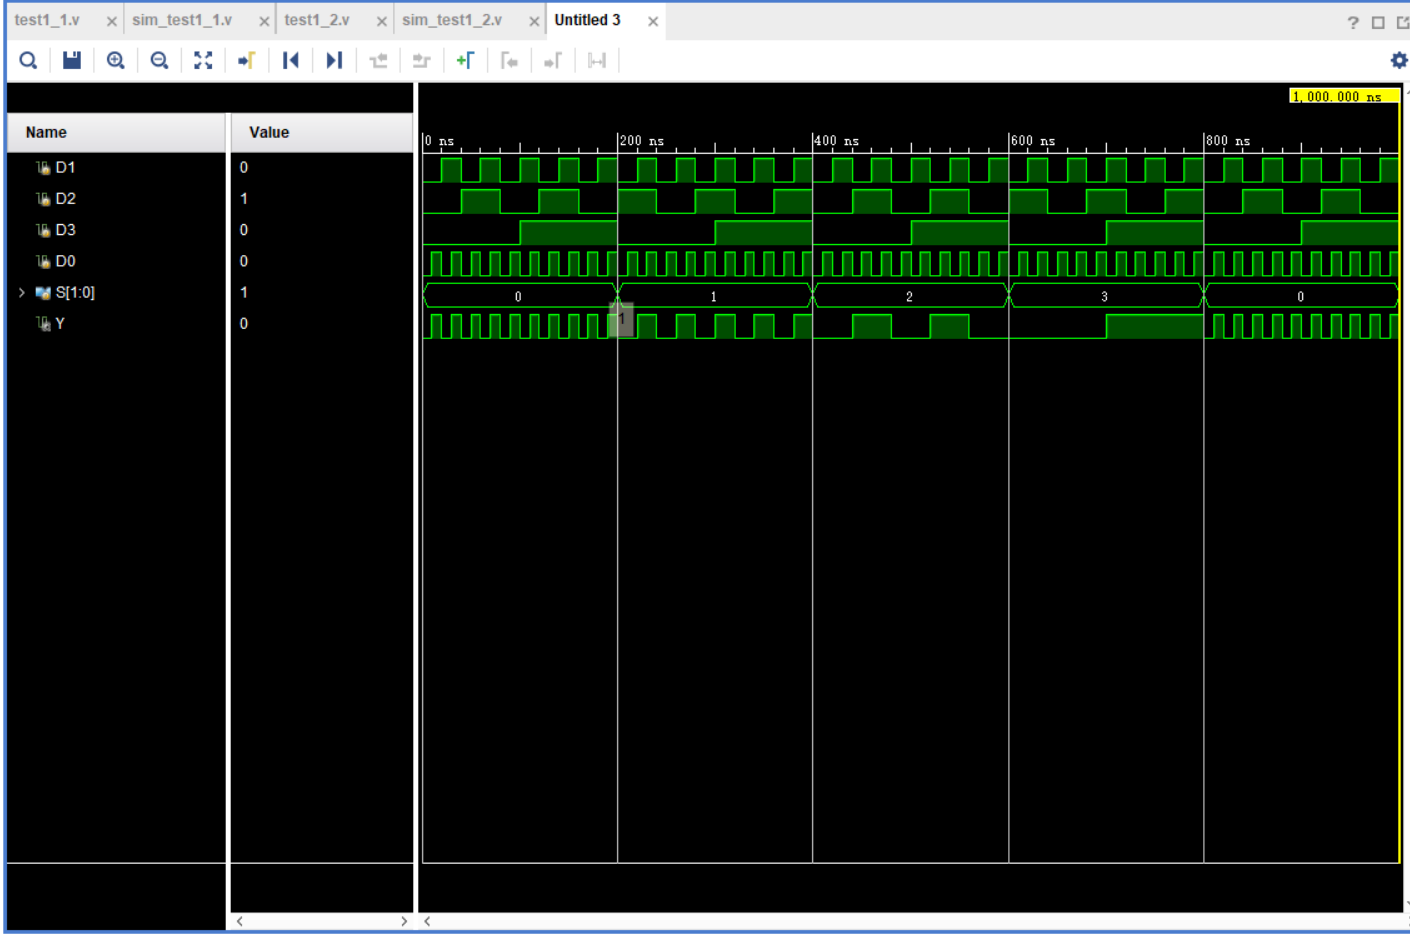 test1_1.v × sim_test1_1.v × test1_2.v × sim_test1_2.v × Untitled 3 ×
?
1,000.000 ns
Name Value
0 ns 200 ns 400 ns 600 ns 800 ns
D1 0
D2 1
D3 0
D0 0
S[1:0] 1 0 1 2 3 0
Y 0 1